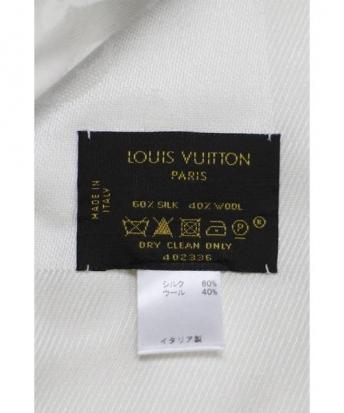 LOUIS VUITTON
PARIS
MADE IN
ITALY
60% SILK 40% WOOL
P ®
DRY CLEAN ONLY
402336
シルク 60%
ウール 40%
イタリア製